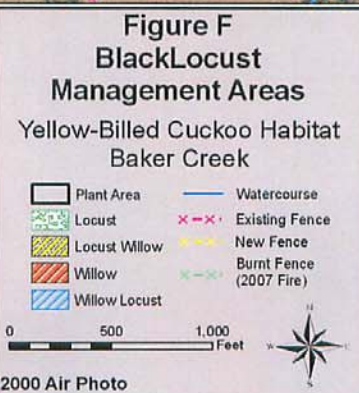 Figure F
BlackLocust
Management Areas
Yellow-Billed Cuckoo Habitat
Baker Creek
Plant Area
Watercourse
Locust
Existing Fence
Locust Willow
New Fence
Willow
Burnt Fence
(2007 Fire)
Willow Locust
0 500 1,000
Feet
N
W E
S
2000 Air Photo